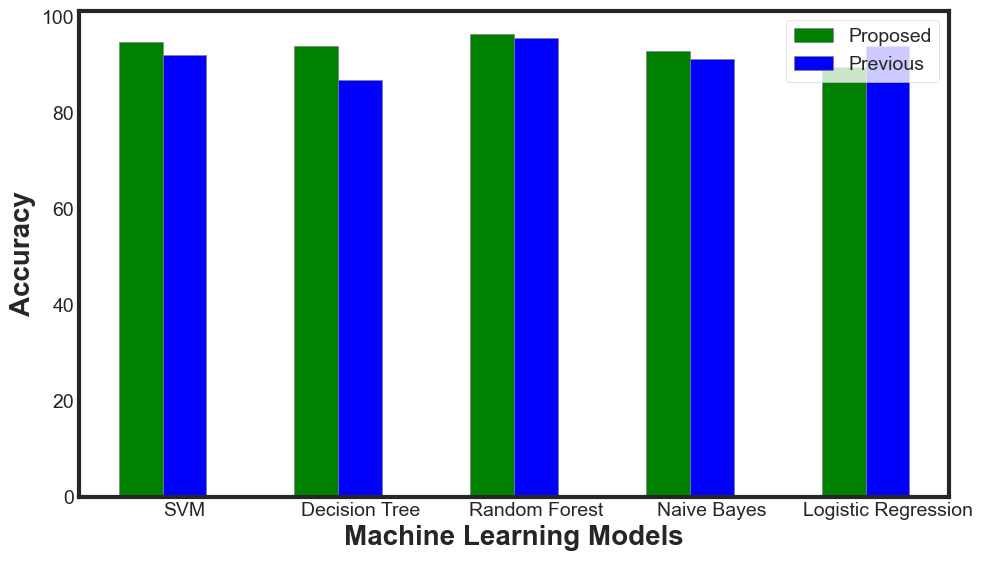 100
80
60
40
20
0
Accuracy
Proposed
Previous
SVM
Decision Tree
Random Forest
Naive Bayes
Logistic Regression
Machine Learning Models